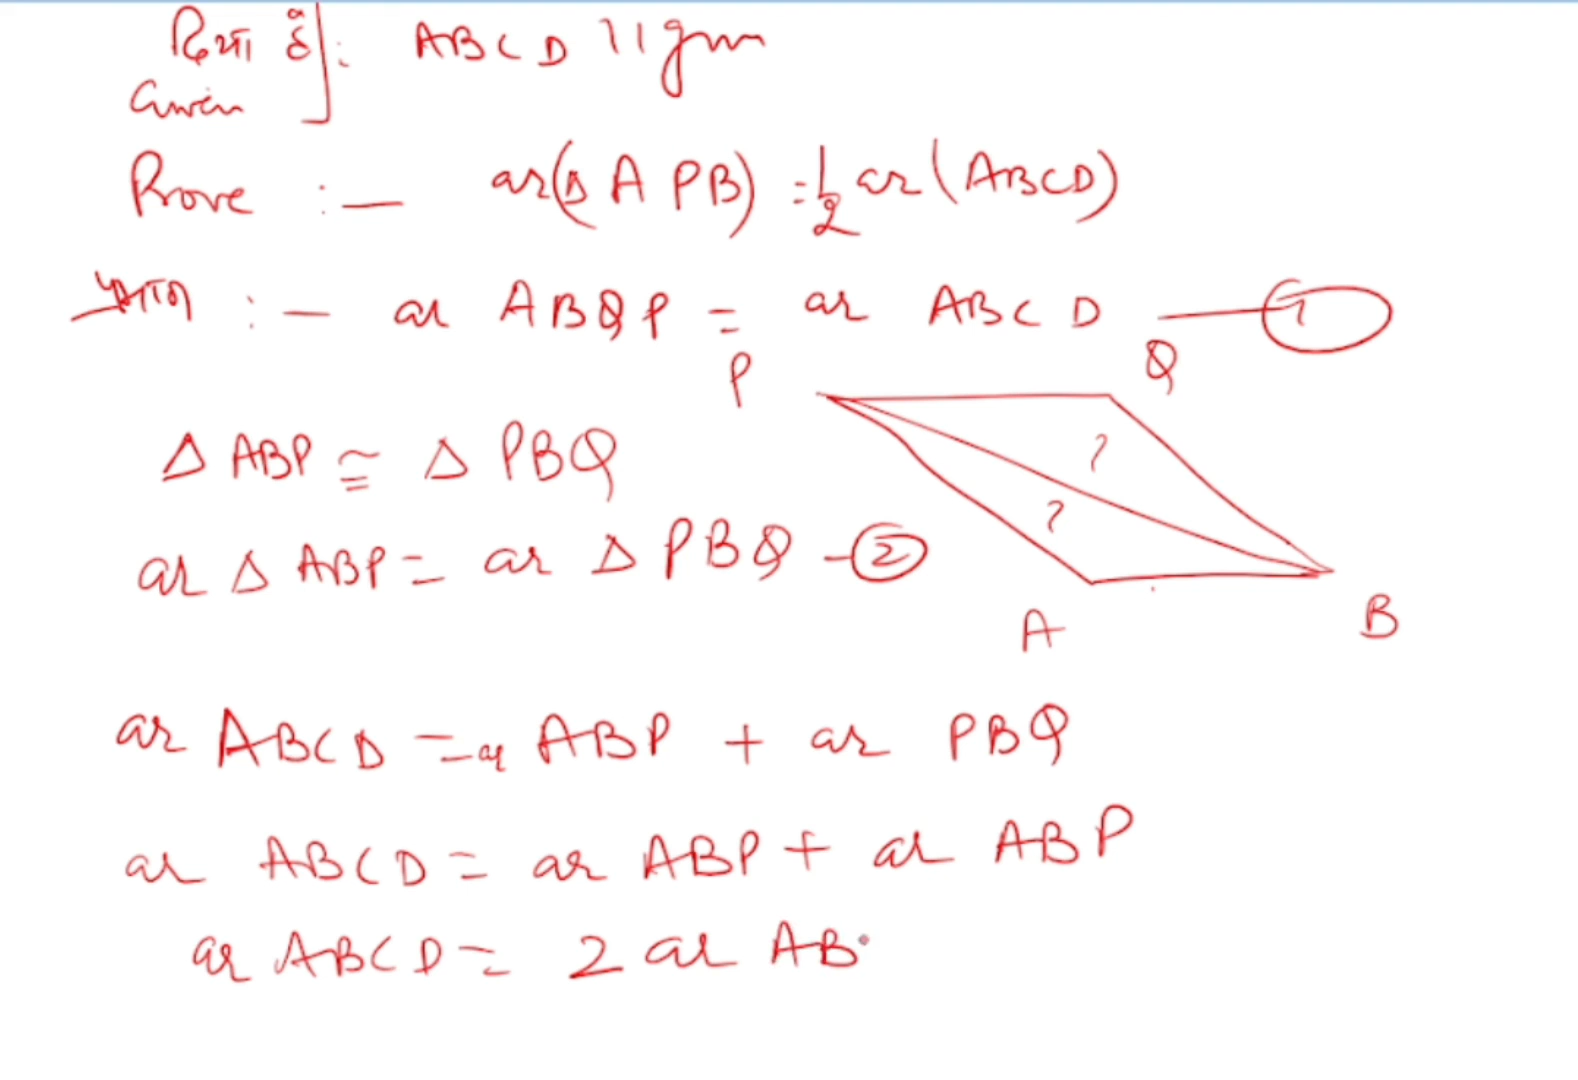 दिया है]: ABCD ||gm
Given
Prove :— ar(Δ APB) = 1/2 ar(ABCD)
प्रमाण :— ar ABQP = ar ABCD — ①
P Q
Δ ABP ≅ Δ PBQ
?
?
ar Δ ABP = ar Δ PBQ -②
A B
ar ABCD = ar ABP + ar PBQ
ar ABCD = ar ABP + ar ABP
ar ABCD = 2 ar AB